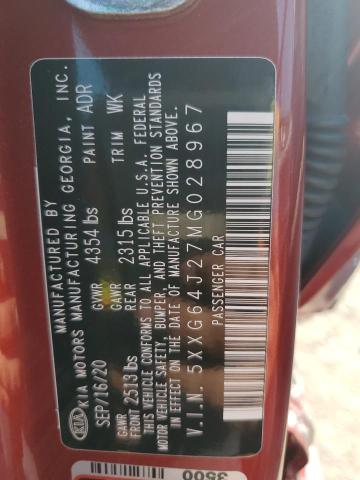 MANUFACTURED BY
KIA KIA MOTORS MANUFACTURING GEORGIA, INC.
SEP/16/20 GVWR 4354 lbs PAINT ADR
GAWR FRONT 2513 lbs GAWR REAR 2315 lbs TRIM WK
THIS VEHICLE CONFORMS TO ALL APPLICABLE U.S.A. FEDERAL
MOTOR VEHICLE SAFETY, BUMPER, AND THEFT PREVENTION STANDARDS
IN EFFECT ON THE DATE OF MANUFACTURE SHOWN ABOVE.
V.I.N. 5XXG64J27MG028967
PASSENGER CAR
3500